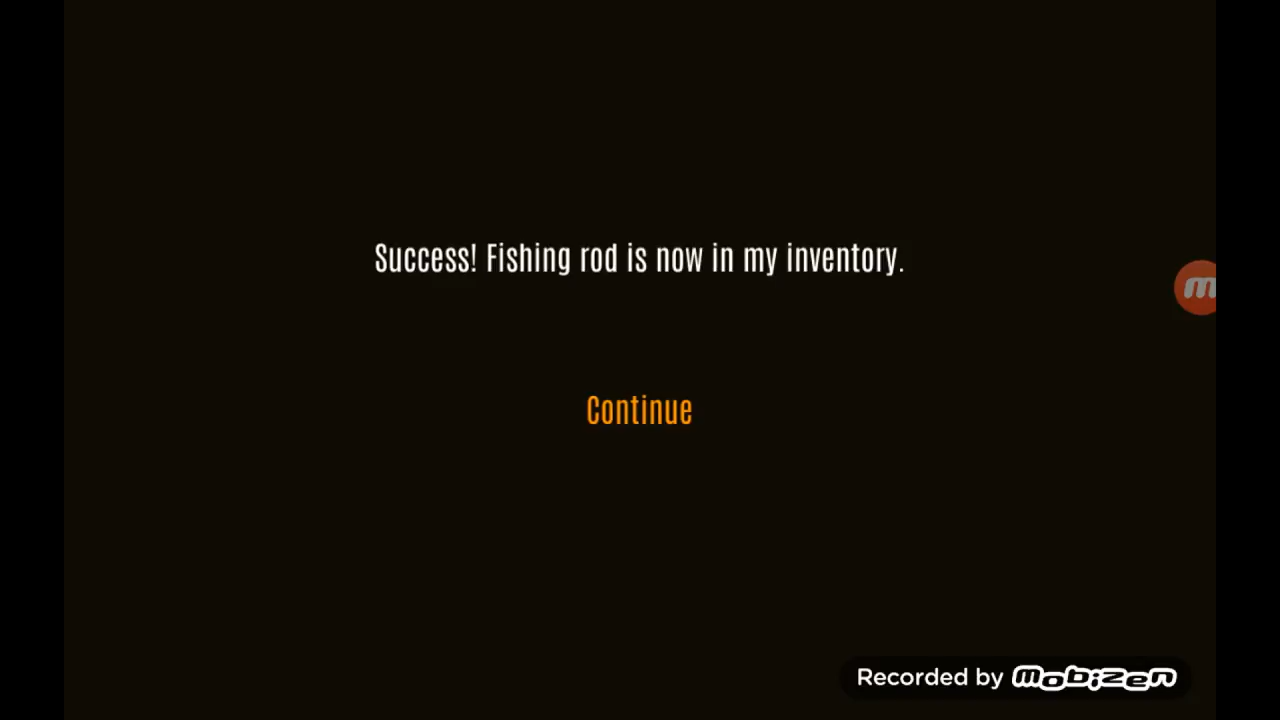 Success! Fishing rod is now in my inventory.
m
Continue
Recorded by mobizen